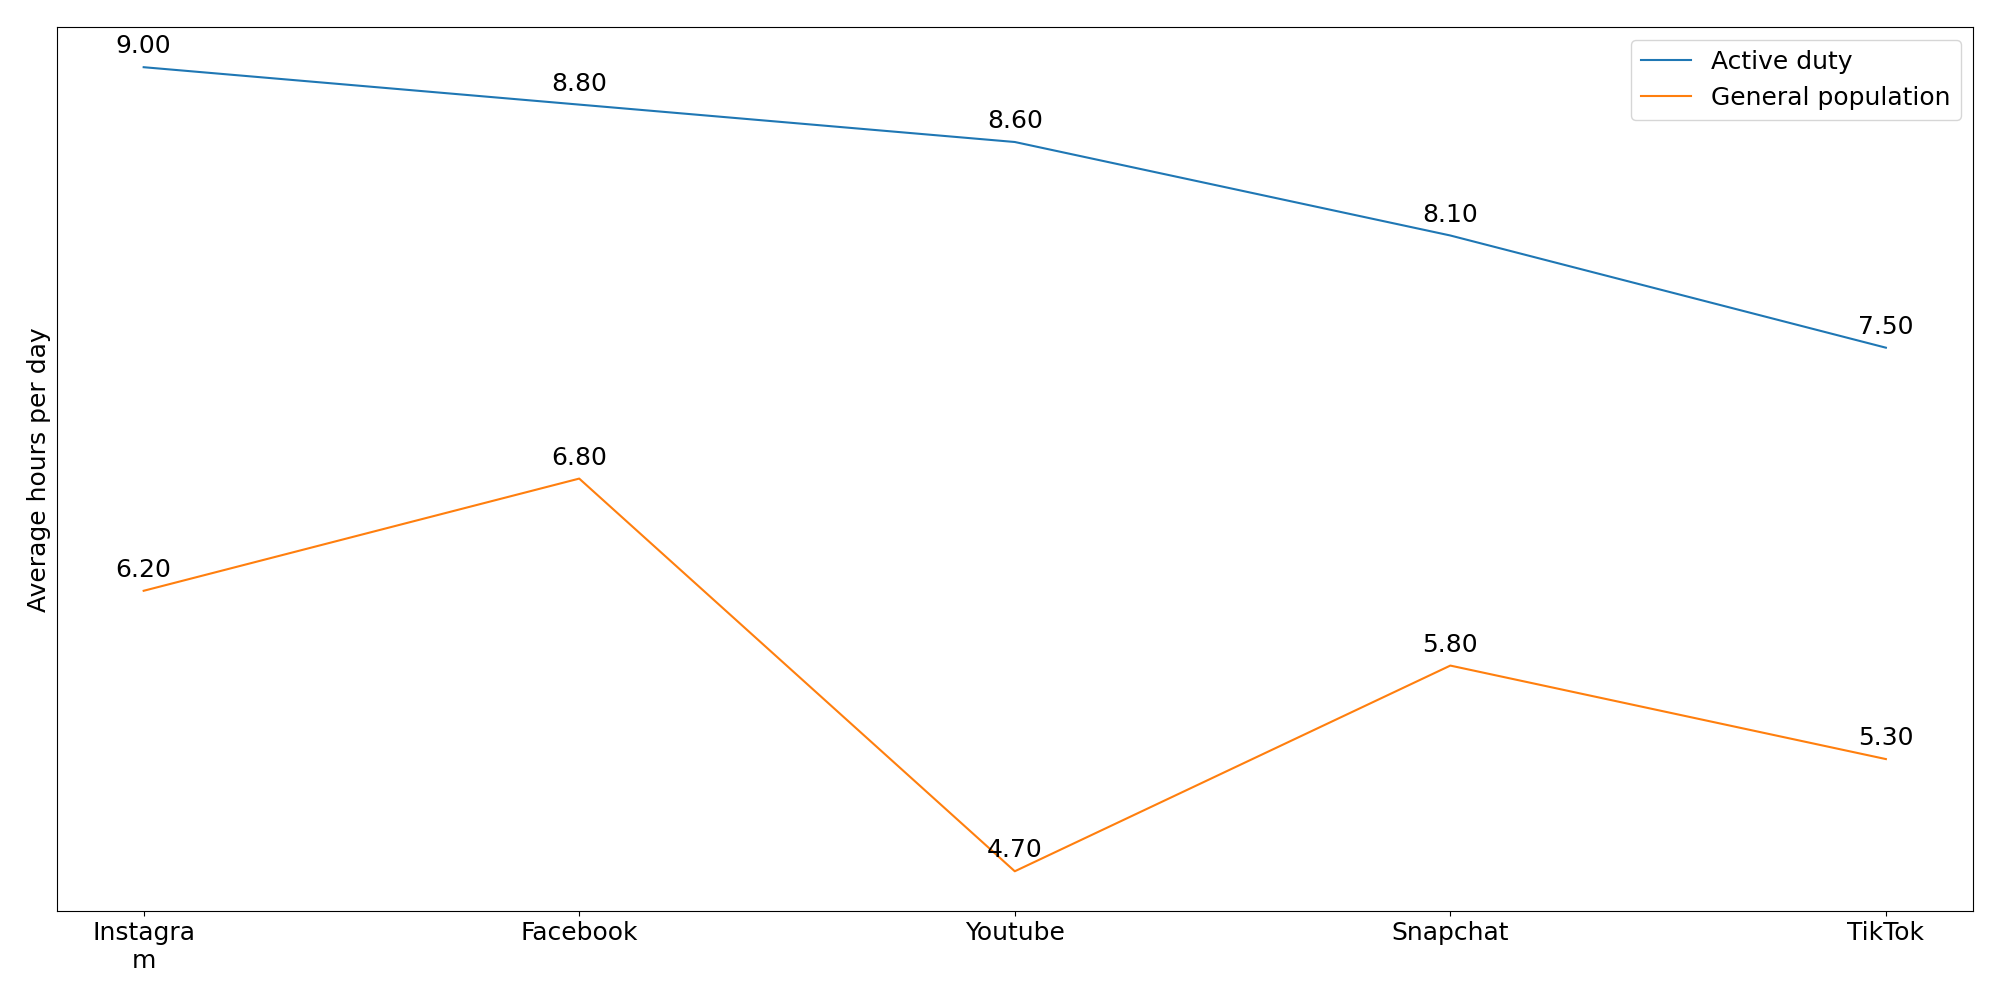 9.00
8.80
8.60
8.10
7.50
Active duty
General population
Average hours per day
6.20
6.80
4.70
5.80
5.30
Instagra
m
Facebook
Youtube
Snapchat
TikTok